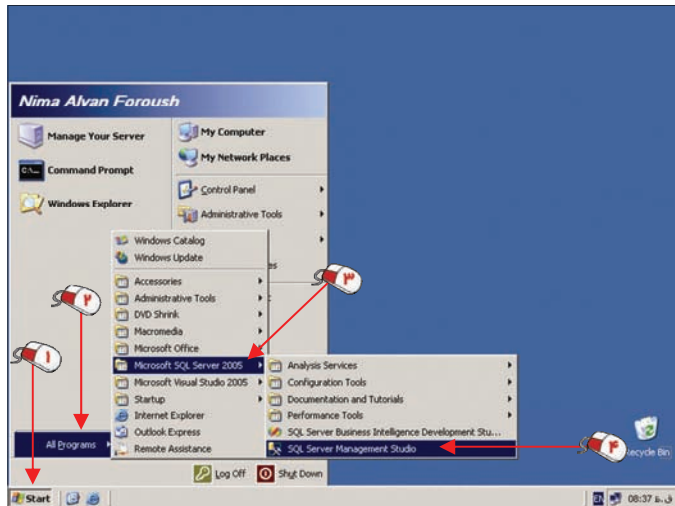 Nima Alvan Foroush
Manage Your Server
Command Prompt
Windows Explorer
My Computer
My Network Places
Control Panel
Administrative Tools
Windows Catalog
Windows Update
Accessories
Administrative Tools
DVD Shrink
Macromedia
Microsoft Office
Microsoft SQL Server 2005
Microsoft Visual Studio 2005
Startup
Internet Explorer
Outlook Express
Remote Assistance
Analysis Services
Configuration Tools
Documentation and Tutorials
Performance Tools
SQL Server Business Intelligence Development Stu...
SQL Server Management Studio
۱
۲
۳
۴
All Programs
Log Off
Shut Down
Recycle Bin
Start
EN
08:37 ق.ظ